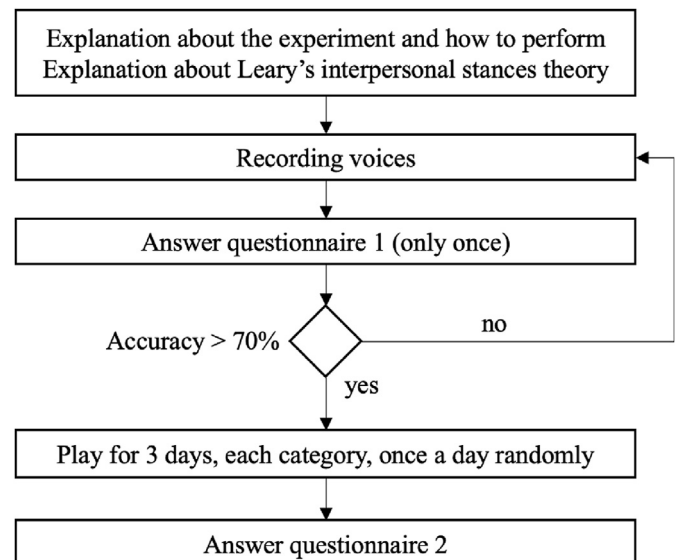 Explanation about the experiment and how to perform
Explanation about Leary's interpersonal stances theory
Recording voices
Answer questionnaire 1 (only once)
Accuracy > 70%
no
yes
Play for 3 days, each category, once a day randomly
Answer questionnaire 2